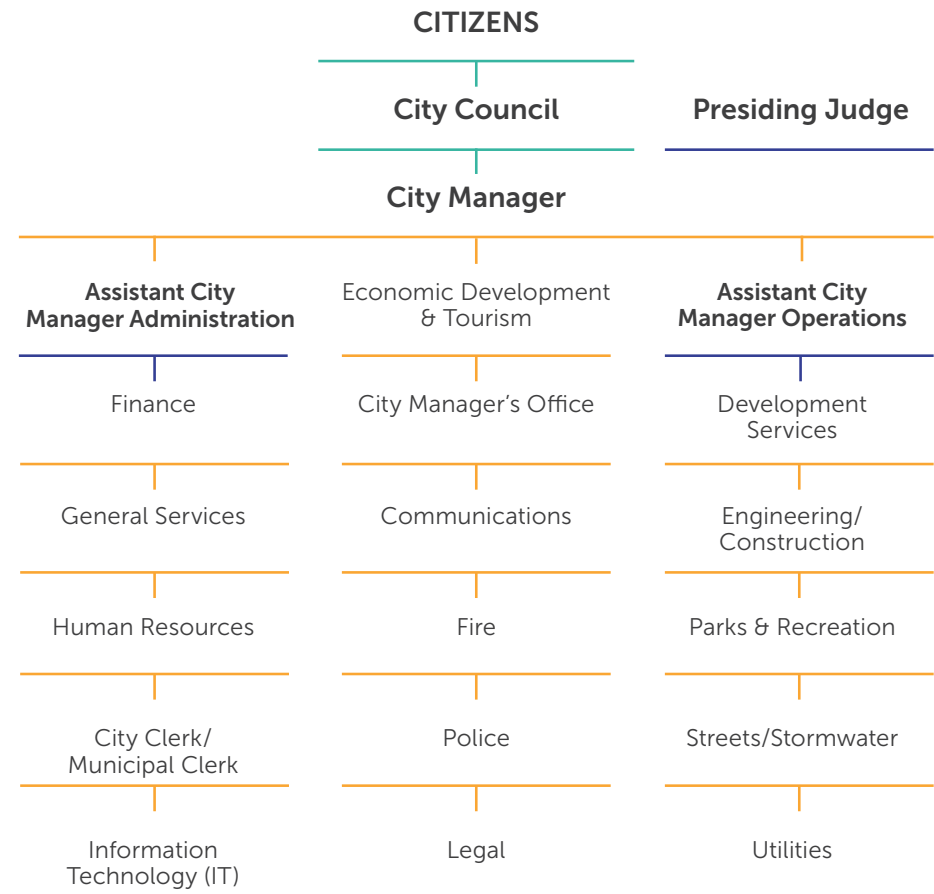 CITIZENS
City Council
Presiding Judge
City Manager
Assistant City
Manager Administration
Economic Development
& Tourism
Assistant City
Manager Operations
Finance
City Manager’s Office
Development
Services
General Services
Communications
Engineering/
Construction
Human Resources
Fire
Parks & Recreation
City Clerk/
Municipal Clerk
Police
Streets/Stormwater
Information
Technology (IT)
Legal
Utilities